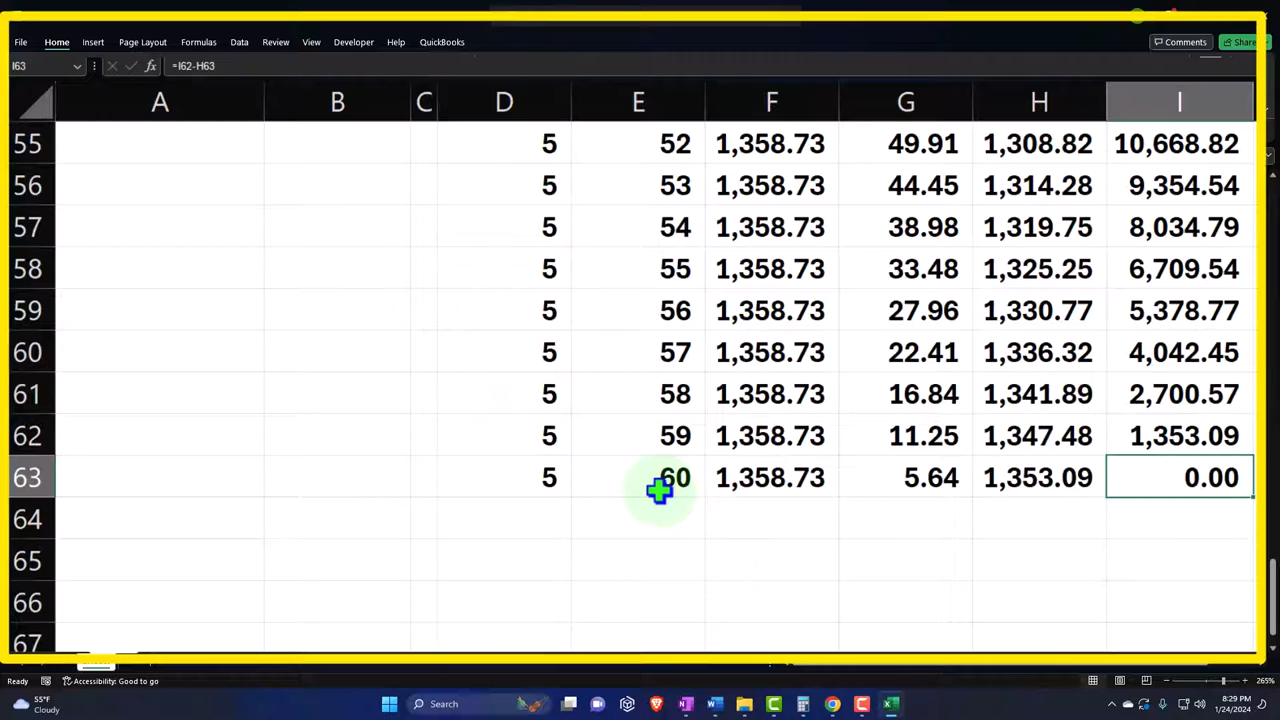 File Home Insert Page Layout Formulas Data Review View Developer Help QuickBooks Comments Share
I63 =I62-H63
A B C D E F G H I
55 5 52 1,358.73 49.91 1,308.82 10,668.82
56 5 53 1,358.73 44.45 1,314.28 9,354.54
57 5 54 1,358.73 38.98 1,319.75 8,034.79
58 5 55 1,358.73 33.48 1,325.25 6,709.54
59 5 56 1,358.73 27.96 1,330.77 5,378.77
60 5 57 1,358.73 22.41 1,336.32 4,042.45
61 5 58 1,358.73 16.84 1,341.89 2,700.57
62 5 59 1,358.73 11.25 1,347.48 1,353.09
63 5 60 1,358.73 5.64 1,353.09 0.00
64
65
66
67
Ready Accessibility: Good to go 265%
55°F Search 8:29 PM
Cloudy 1/24/2024